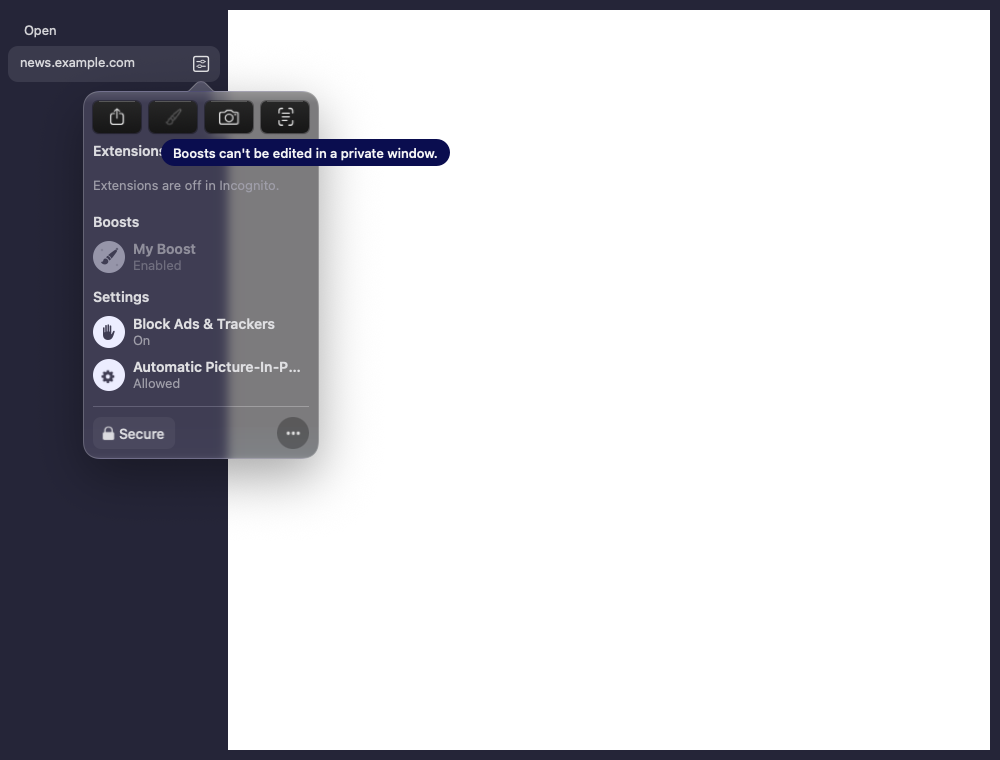 Open
news.example.com
Extensions
Boosts can't be edited in a private window.
Extensions are off in Incognito.
Boosts
My Boost
Enabled
Settings
Block Ads & Trackers
On
Automatic Picture-In-P...
Allowed
Secure